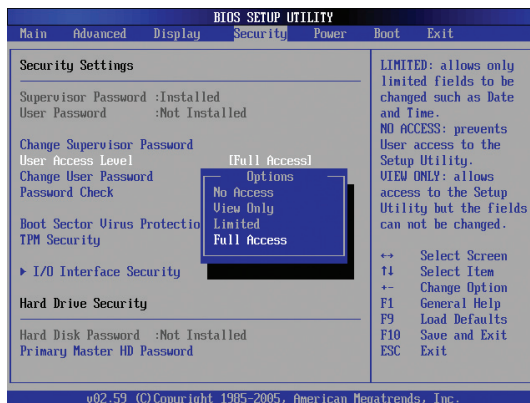 BIOS SETUP UTILITY
Main Advanced Display Security Power Boot Exit
Security Settings
Supervisor Password :Installed
User Password :Not Installed
Change Supervisor Password
User Access Level [Full Access]
Change User Password
Password Check
Boot Sector Virus Protectio
TPM Security
I/O Interface Security
Hard Drive Security
Hard Disk Password :Not Installed
Primary Master HD Password
Options
No Access
View Only
Limited
Full Access
LIMITED: allows only
limited fields to be
changed such as Date
and Time.
NO ACCESS: prevents
User access to the
Setup Utility.
VIEW ONLY: allows
access to the Setup
Utility but the fields
can not be changed.
↔ Select Screen
↑↓ Select Item
+- Change Option
F1 General Help
F9 Load Defaults
F10 Save and Exit
ESC Exit
v02.59 (C)Copyright 1985-2005, American Megatrends, Inc.